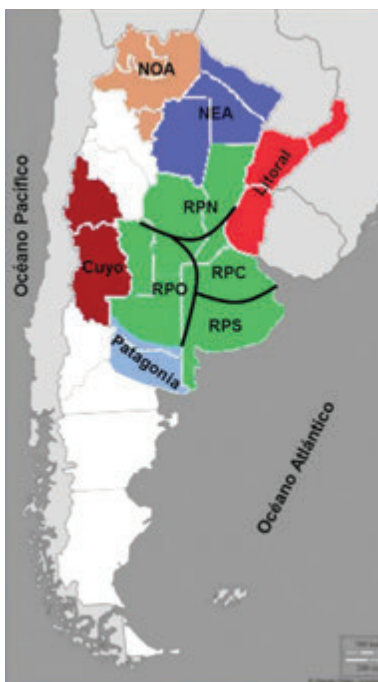 NOA
NEA
Océano Pacífico
Litoral
RPN
Cuyo
RPC
RPO
RPS
Patagonia
Océano Atlántico